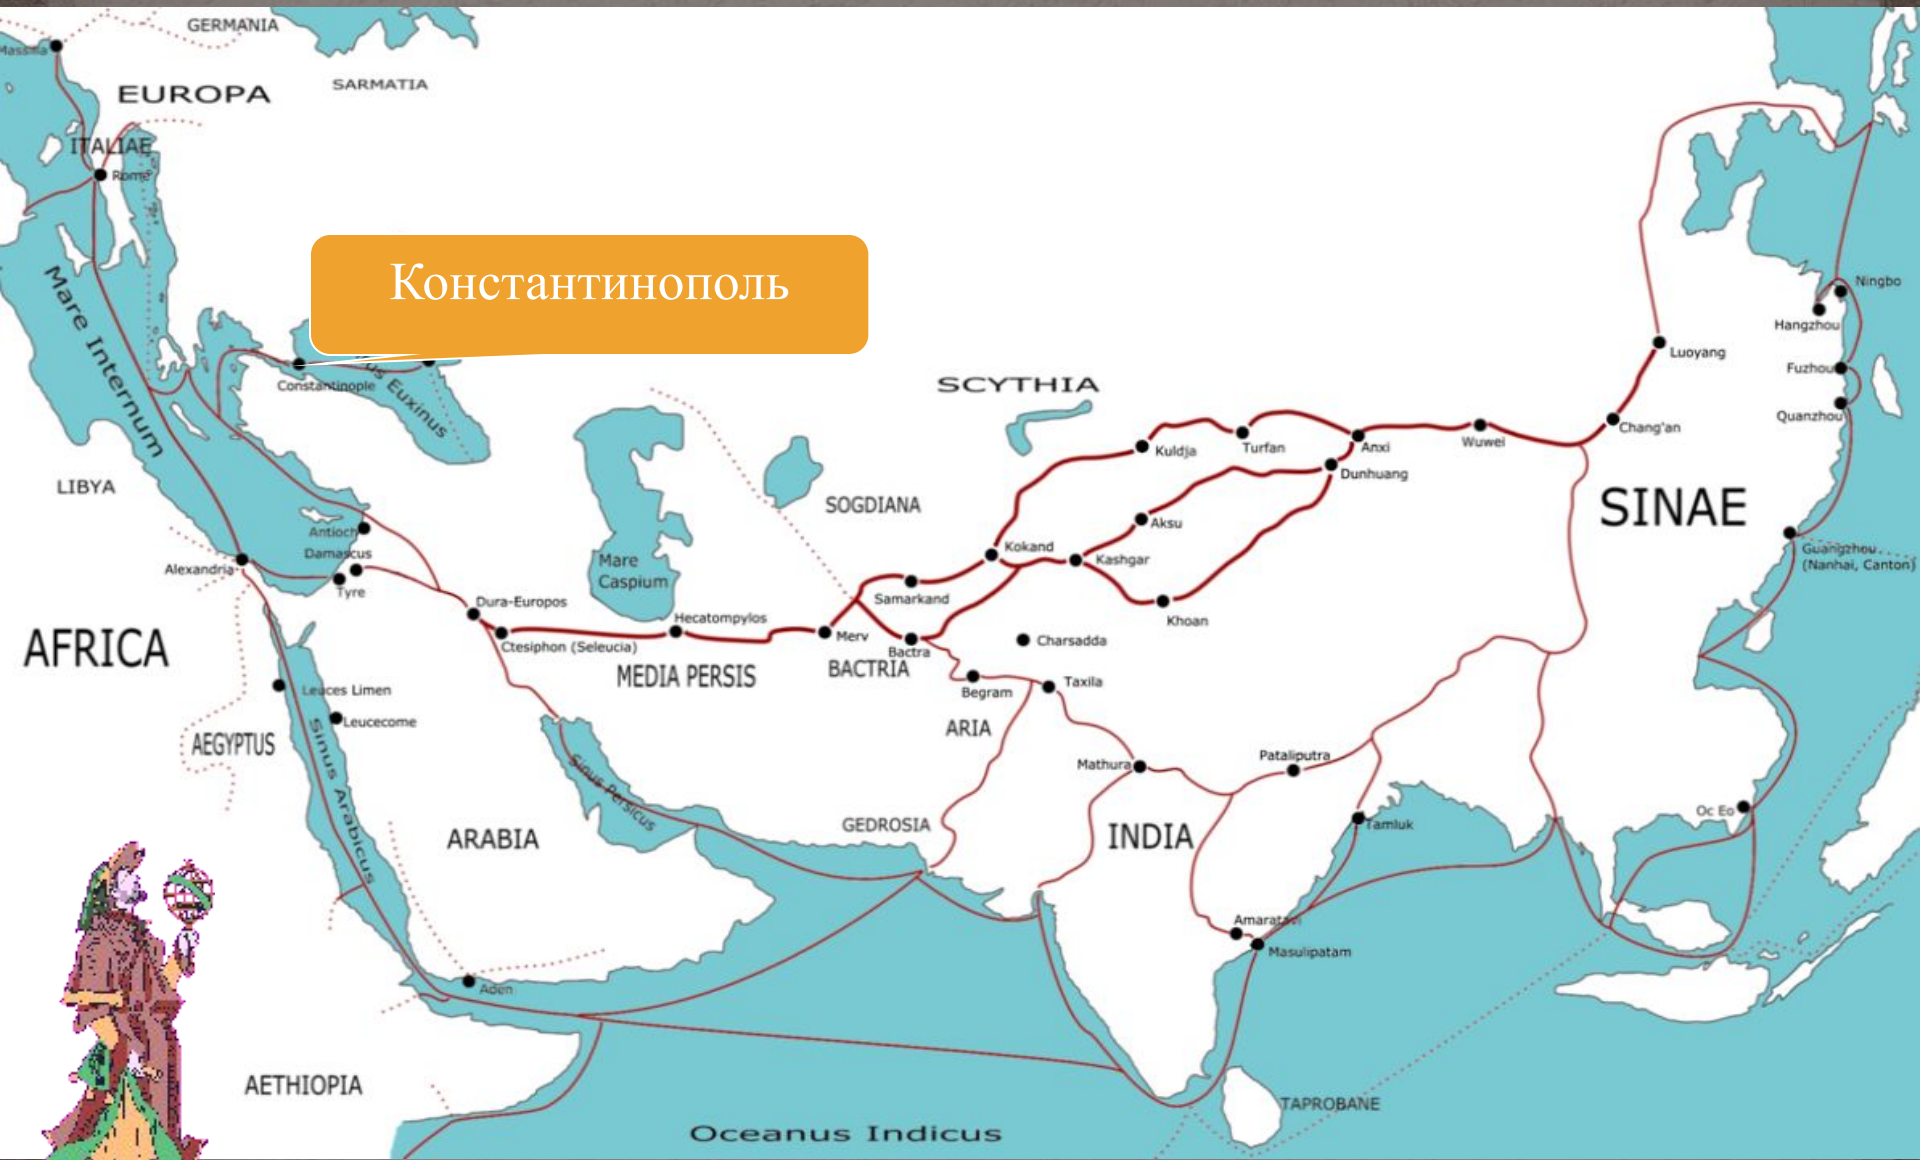 GERMANIA
Massilia
SARMATIA
EUROPA
ITALIAE
Rome
Константинополь
Mare Internum
Constantinople
us Euxinus
SCYTHIA
Ningbo
Hangzhou
Luoyang
Fuzhou
Quanzhou
Chang'an
Kuldja
Turfan
Anxi
Wuwei
Dunhuang
LIBYA
SOGDIANA
SINAE
Aksu
Antioch
Damascus
Alexandria
Tyre
Mare
Caspium
Kokand
Kashgar
Guangzhou
(Nanhai, Canton)
Samarkand
Dura-Europos
Hecatompylos
Khoan
Merv
Charsadda
Ctesiphon (Seleucia)
Bactra
AFRICA
MEDIA PERSIS
BACTRIA
Begram
Taxila
Leuces Limen
Leucecome
ARIA
AEGYPTUS
Sinus Arabicus
Sinus Persicus
Mathura
Pataliputra
Oc Eo
GEDROSIA
ARABIA
INDIA
Tamluk
Amaratavi
Masulipatam
Aden
AETHIOPIA
TAPROBANE
Oceanus Indicus